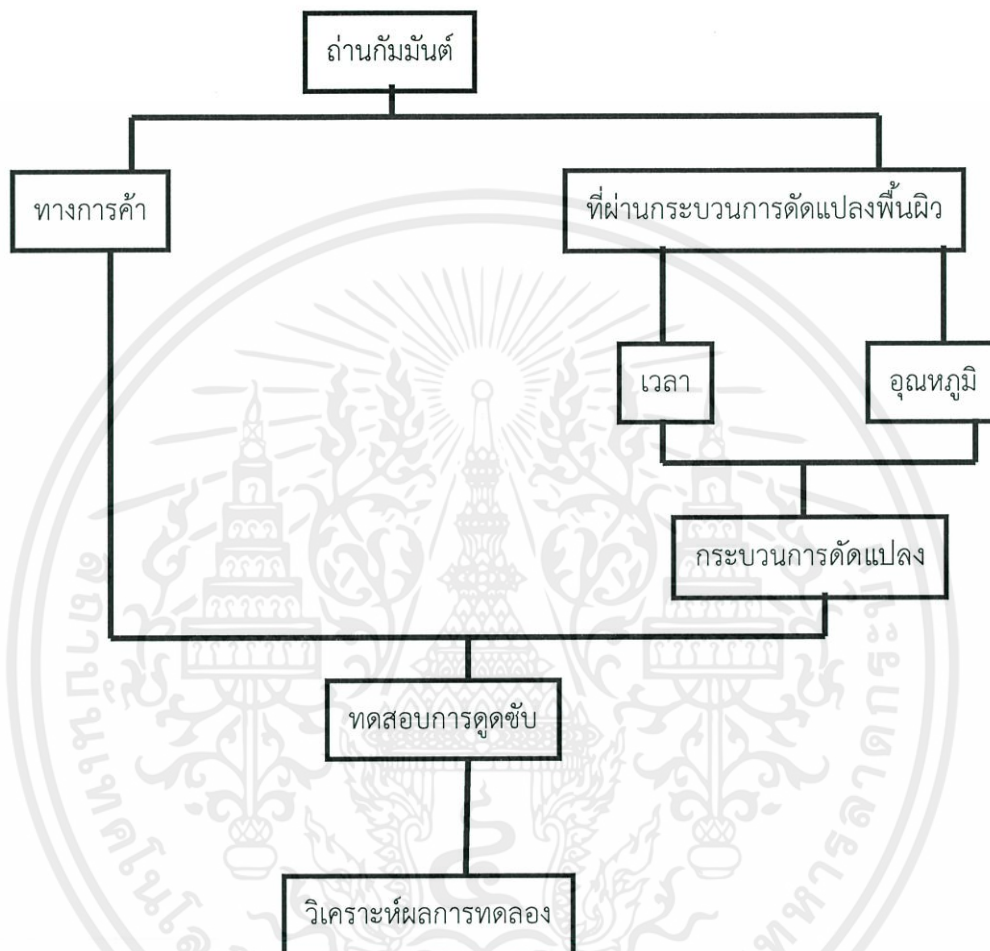 ถ่านกัมมันต์
ทางการค้า
ที่ผ่านกระบวนการดัดแปลงพื้นผิว
เวลา
อุณหภูมิ
กระบวนการดัดแปลง
ทดสอบการดูดซับ
วิเคราะห์ผลการทดลอง